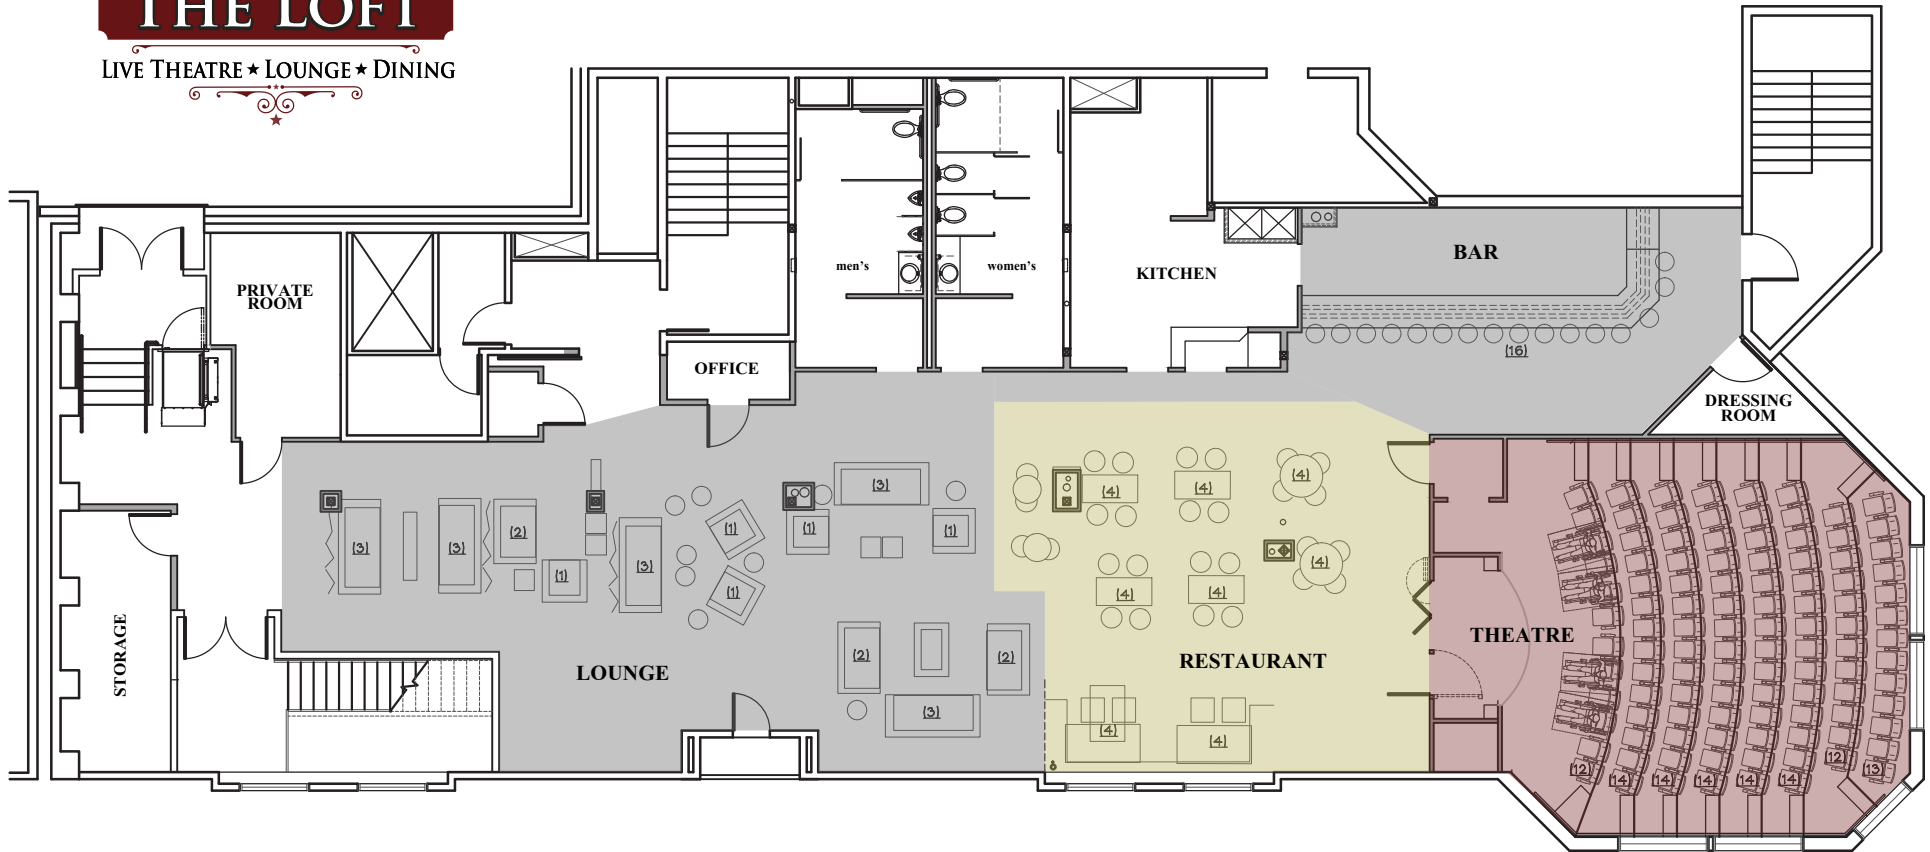 THE LOFT
LIVE THEATRE ★ LOUNGE ★ DINING
PRIVATE
ROOM
men's
women's
KITCHEN
BAR
(16)
OFFICE
DRESSING
ROOM
(3)
(3)
(2)
(1)
(3)
(1)
(1)
(1)
(3)
(1)
(2)
(2)
(3)
(4)
(4)
(4)
(4)
(4)
(4)
(4)
(4)
STORAGE
LOUNGE
RESTAURANT
THEATRE
(12)
(14)
(14)
(14)
(14)
(14)
(12)
(13)